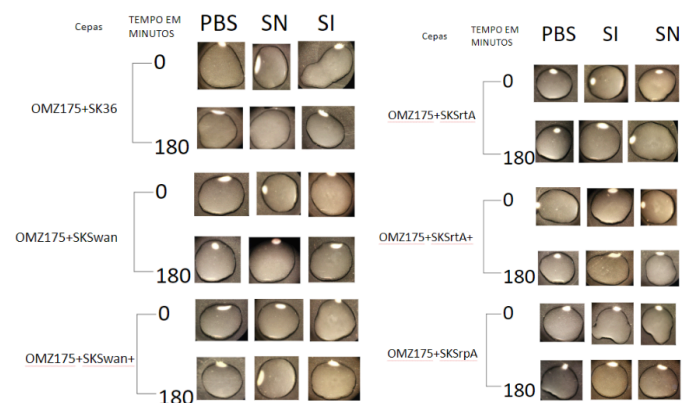 Cepas
TEMPO EM
MINUTOS
PBS SN SI
0
OMZ175+SK36
180
0
OMZ175+SKSwan
180
0
OMZ175+SKSwan+
180
Cepas
TEMPO EM
MINUTOS
PBS SI SN
0
OMZ175+SKSrtA
180
0
OMZ175+SKSrtA+
180
0
OMZ175+SKSrpA
180